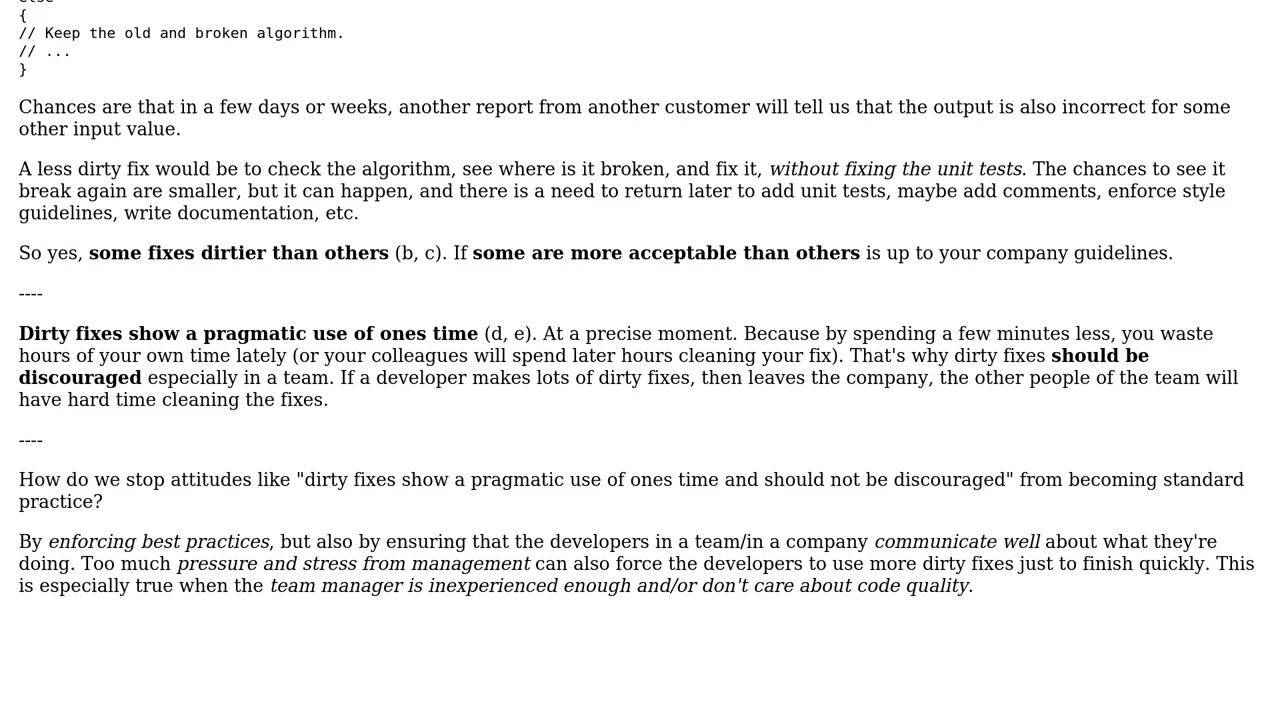 else
{
// Keep the old and broken algorithm.
// ...
}
Chances are that in a few days or weeks, another report from another customer will tell us that the output is also incorrect for some
other input value.
A less dirty fix would be to check the algorithm, see where is it broken, and fix it, without fixing the unit tests. The chances to see it
break again are smaller, but it can happen, and there is a need to return later to add unit tests, maybe add comments, enforce style
guidelines, write documentation, etc.
So yes, some fixes dirtier than others (b, c). If some are more acceptable than others is up to your company guidelines.
----
Dirty fixes show a pragmatic use of ones time (d, e). At a precise moment. Because by spending a few minutes less, you waste
hours of your own time lately (or your colleagues will spend later hours cleaning your fix). That's why dirty fixes should be
discouraged especially in a team. If a developer makes lots of dirty fixes, then leaves the company, the other people of the team will
have hard time cleaning the fixes.
----
How do we stop attitudes like "dirty fixes show a pragmatic use of ones time and should not be discouraged" from becoming standard
practice?
By enforcing best practices, but also by ensuring that the developers in a team/in a company communicate well about what they're
doing. Too much pressure and stress from management can also force the developers to use more dirty fixes just to finish quickly. This
is especially true when the team manager is inexperienced enough and/or don't care about code quality.